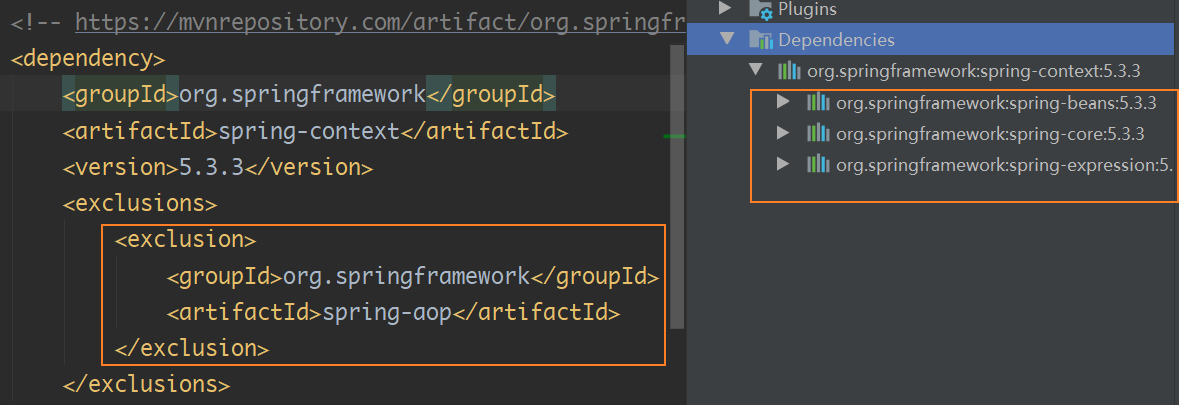 <!-- https://mvnrepository.com/artifact/org.springfr
<dependency>
<groupId>org.springframework</groupId>
<artifactId>spring-context</artifactId>
<version>5.3.3</version>
<exclusions>
<exclusion>
<groupId>org.springframework</groupId>
<artifactId>spring-aop</artifactId>
</exclusion>
</exclusions>
Plugins
Dependencies
org.springframework:spring-context:5.3.3
org.springframework:spring-beans:5.3.3
org.springframework:spring-core:5.3.3
org.springframework:spring-expression:5.